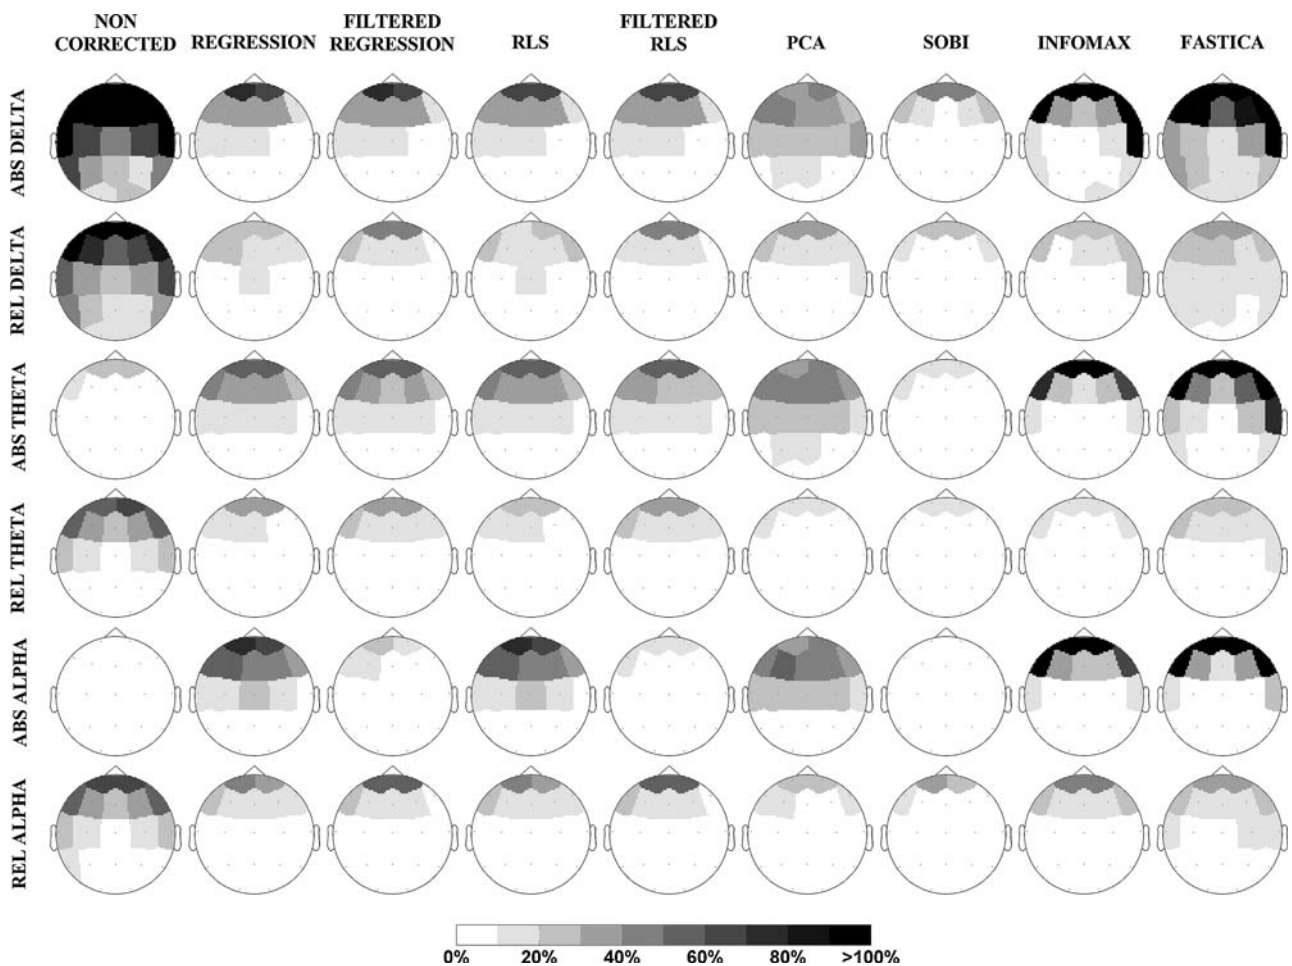 NON
CORRECTED
REGRESSION
FILTERED
REGRESSION
RLS
FILTERED
RLS
PCA
SOBI
INFOMAX
FASTICA
ABS DELTA
REL DELTA
ABS THETA
REL THETA
ABS ALPHA
REL ALPHA
0% 20% 40% 60% 80% >100%